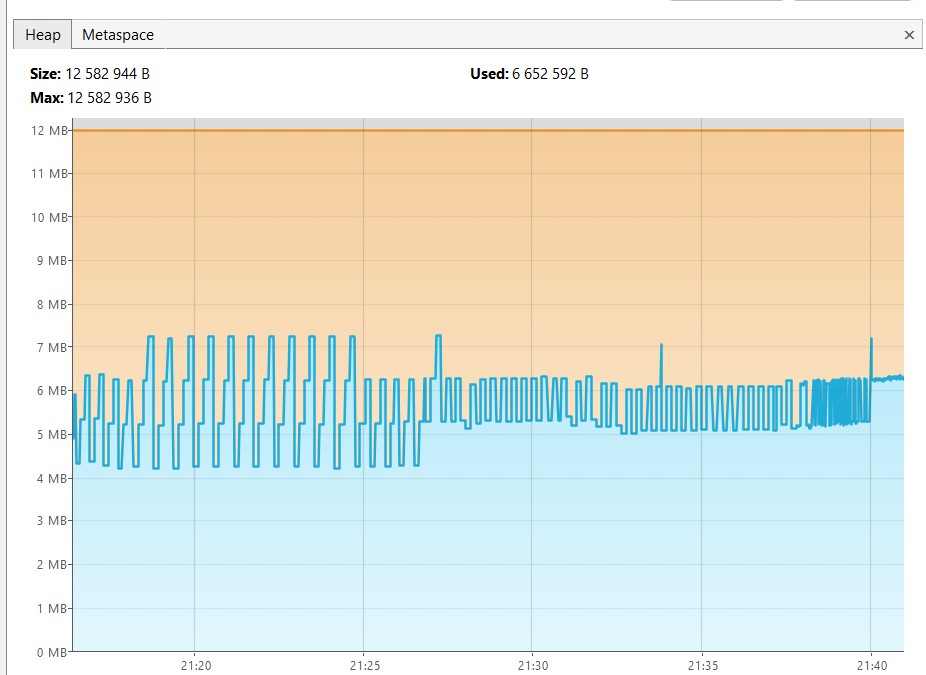 Heap Metaspace ×
Size: 12 582 944 B Used: 6 652 592 B
Max: 12 582 936 B
12 MB
11 MB
10 MB
9 MB
8 MB
7 MB
6 MB
5 MB
4 MB
3 MB
2 MB
1 MB
0 MB
21:20 21:25 21:30 21:35 21:40